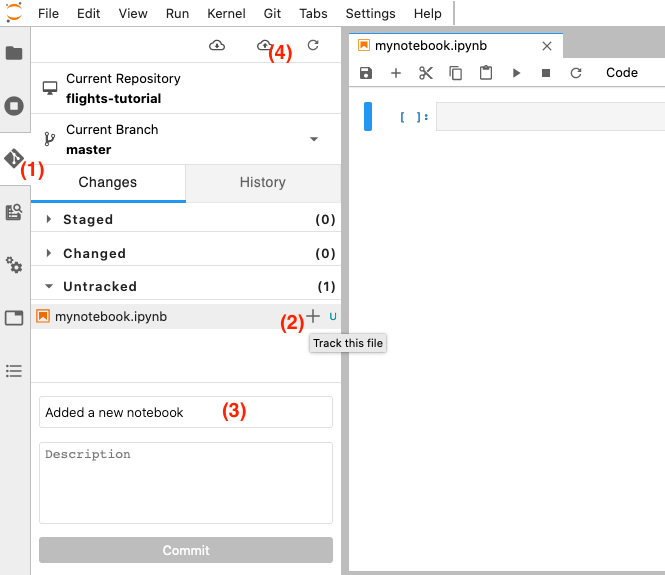 File Edit View Run Kernel Git Tabs Settings Help
(4)
mynotebook.ipynb
Code
Current Repository
flights-tutorial
[ ]:
Current Branch
master
(1)
Changes History
Staged (0)
Changed (0)
Untracked (1)
mynotebook.ipynb (2) U
Track this file
Added a new notebook (3)
Description
Commit